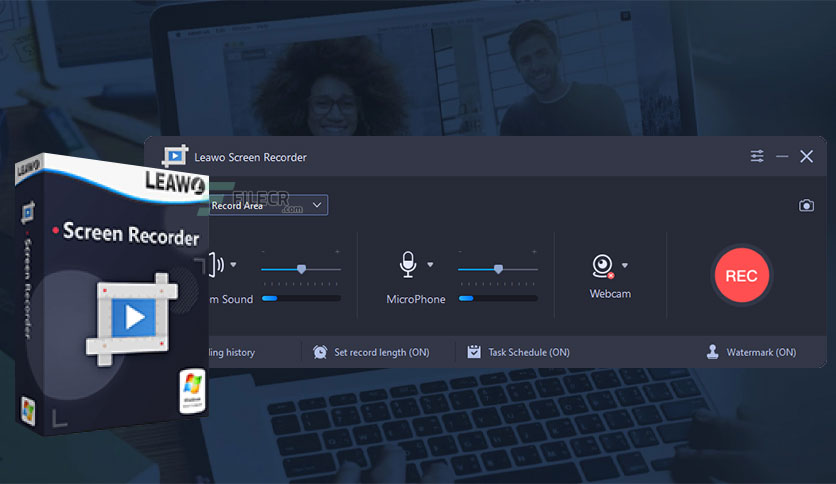 Leawo Screen Recorder
LEAWO
LEAWO
FILECR
.com
Record Area
Screen Recorder
Screen Recorder
m Sound
MicroPhone
Webcam
REC
ling history
Set record length (ON)
Task Schedule (ON)
Watermark (ON)